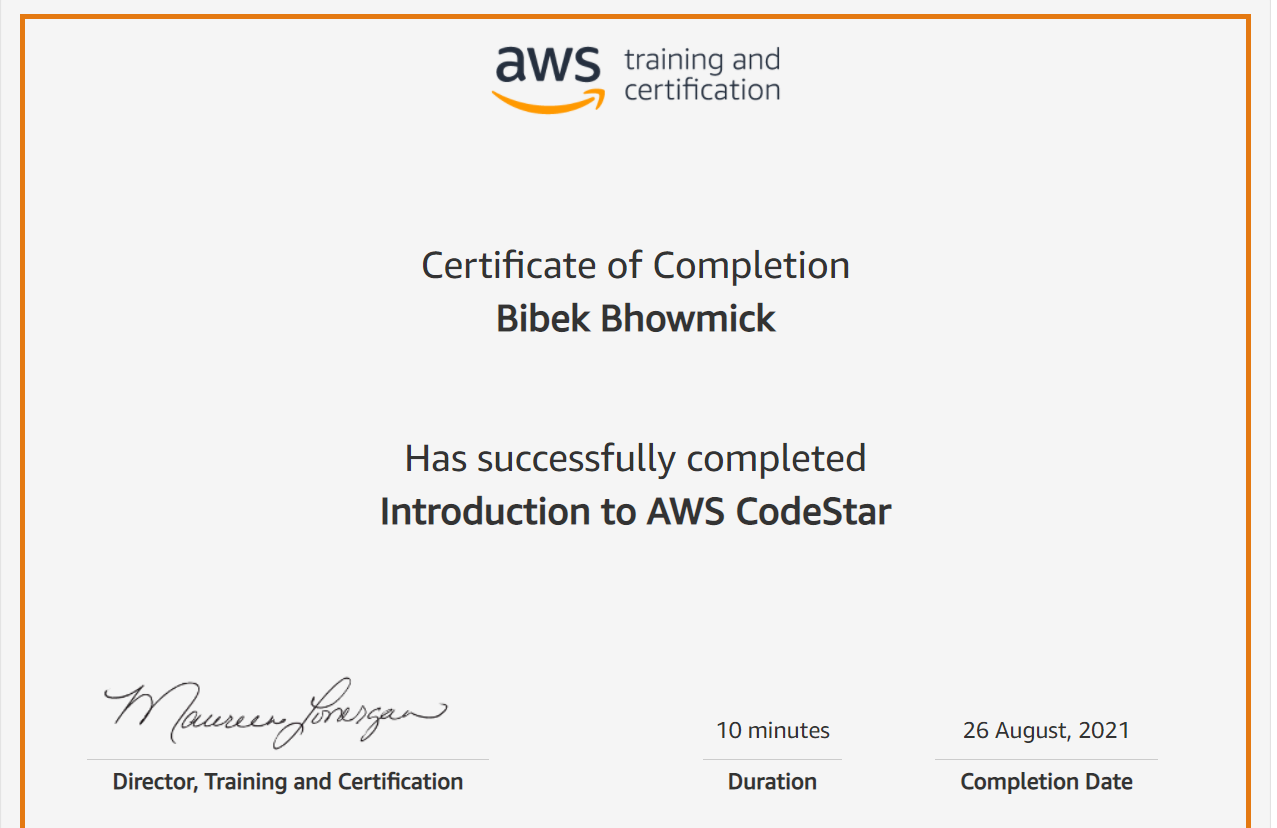 aws training and
certification
Certificate of Completion
Bibek Bhowmick
Has successfully completed
Introduction to AWS CodeStar
Maureen Lonergan
Director, Training and Certification
10 minutes
Duration
26 August, 2021
Completion Date